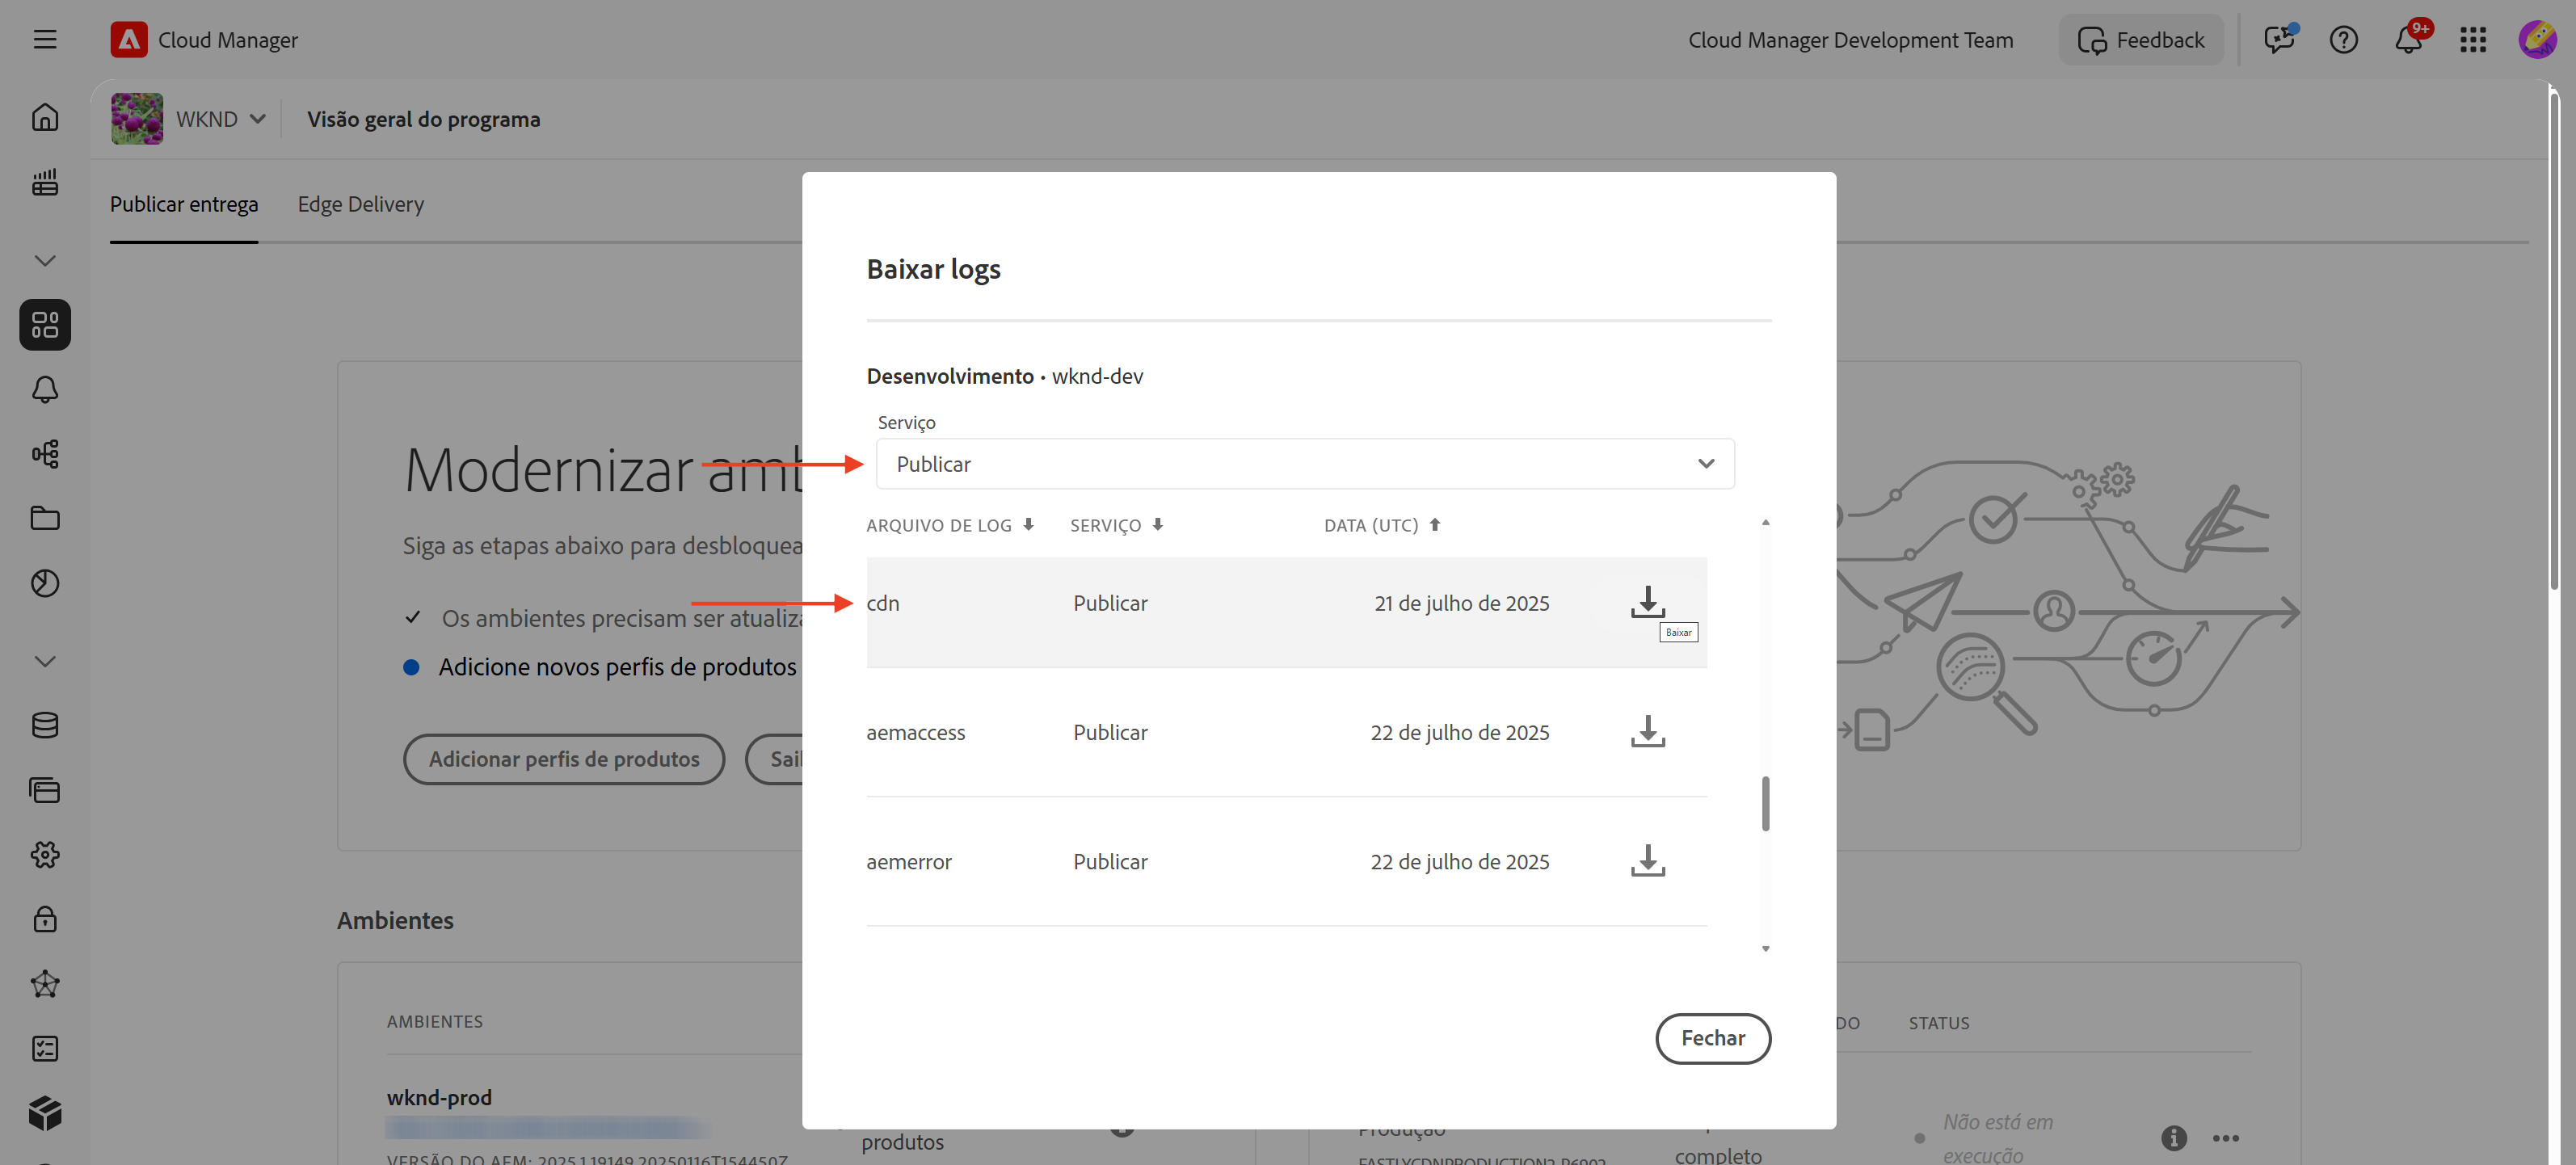 Cloud Manager
Cloud Manager Development Team
Feedback
9+
WKND
Visão geral do programa
Publicar entrega
Edge Delivery
Baixar logs
Desenvolvimento • wknd-dev
Serviço
Publicar
ARQUIVO DE LOG
SERVIÇO
DATA (UTC)
cdn
Publicar
21 de julho de 2025
Baixar
aemaccess
Publicar
22 de julho de 2025
aemerror
Publicar
22 de julho de 2025
Fechar
Modernizar amb
Siga as etapas abaixo para desbloquea
Os ambientes precisam ser atualiza
Adicione novos perfis de produtos
Adicionar perfis de produtos
Sail
Ambientes
AMBIENTES
DO
STATUS
wknd-prod
produtos
Produção
completo
Não está em
execução
VERSÃO DO AEM: 2025.1.19149.20250116T154450Z